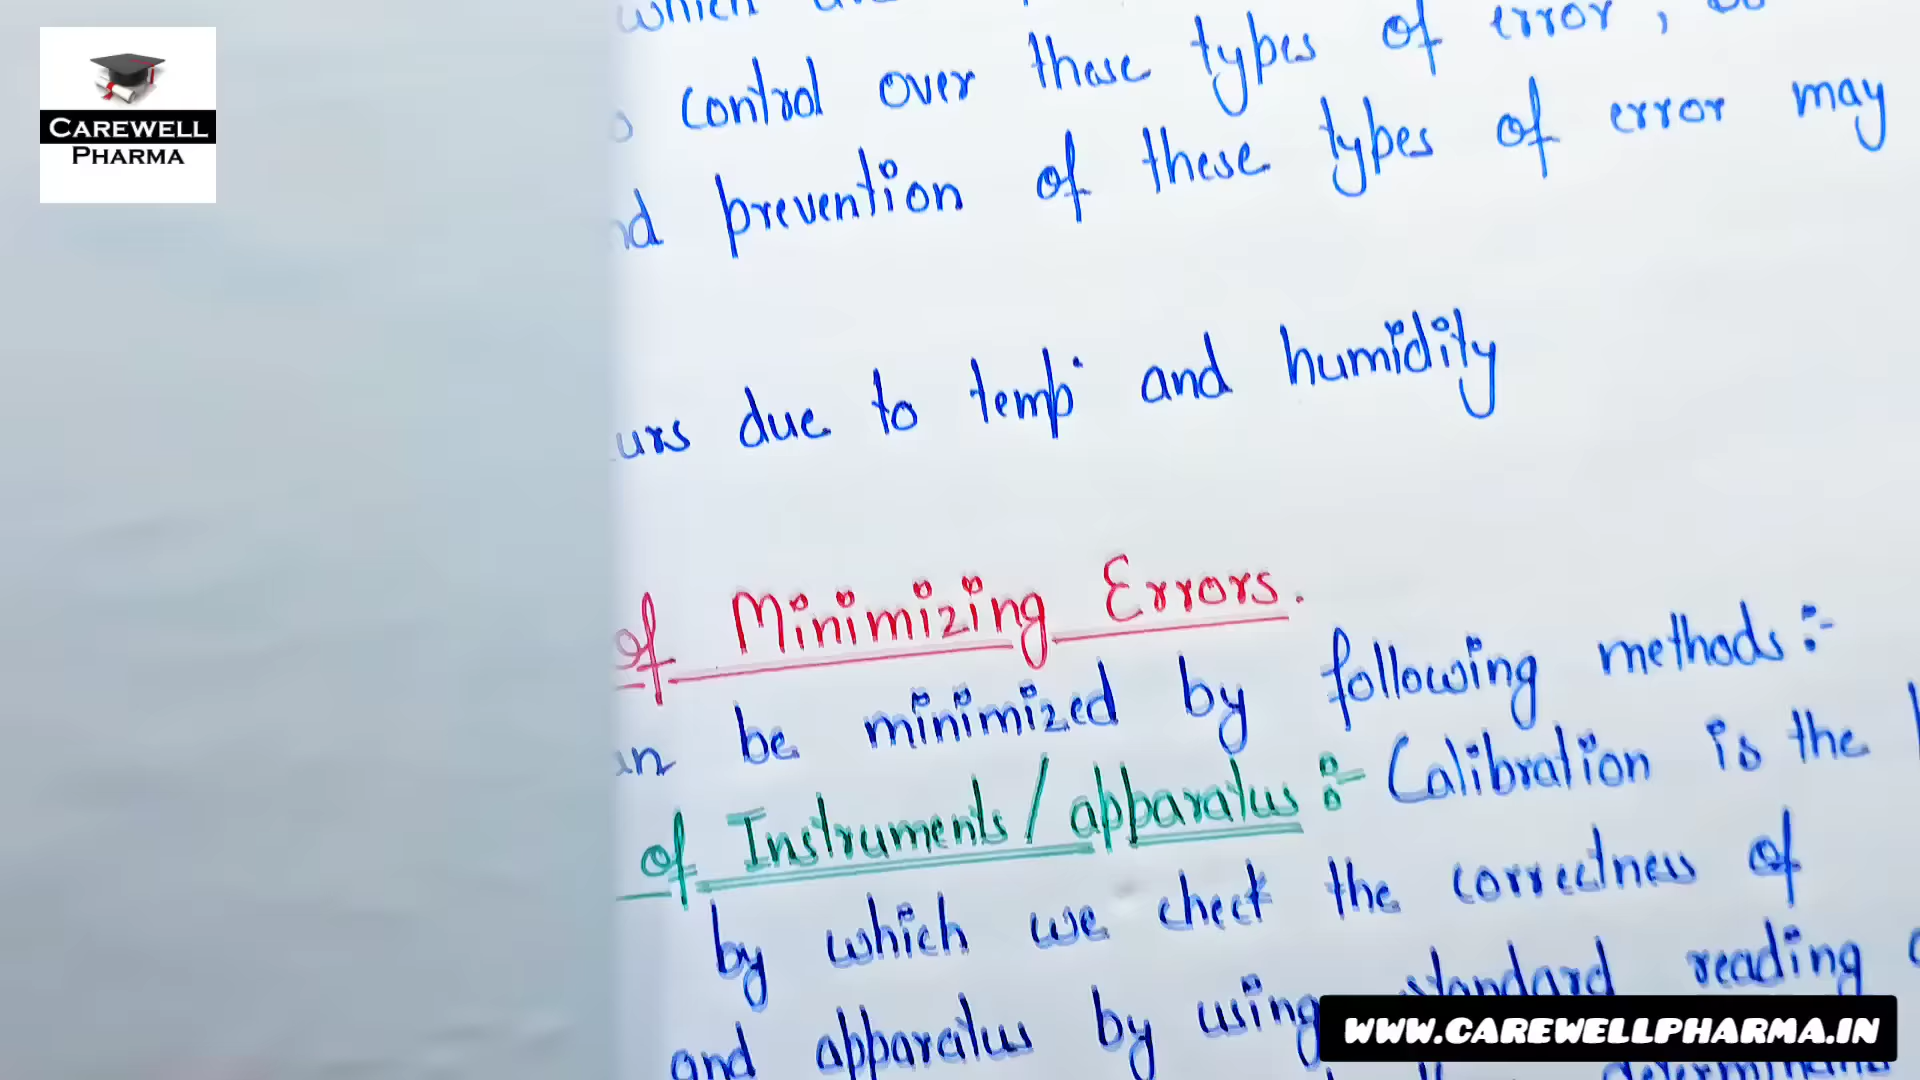 CAREWELL
PHARMA
which
control over these types of error,
prevention of these types of error may
due to temp. and humidity
of Minimizing Errors.
be minimized by following methods:-
of Instruments/apparatus:- Calibration is the
by which we check the correctness of
and apparatus by using standard reading
WWW.CAREWELLPHARMA.IN